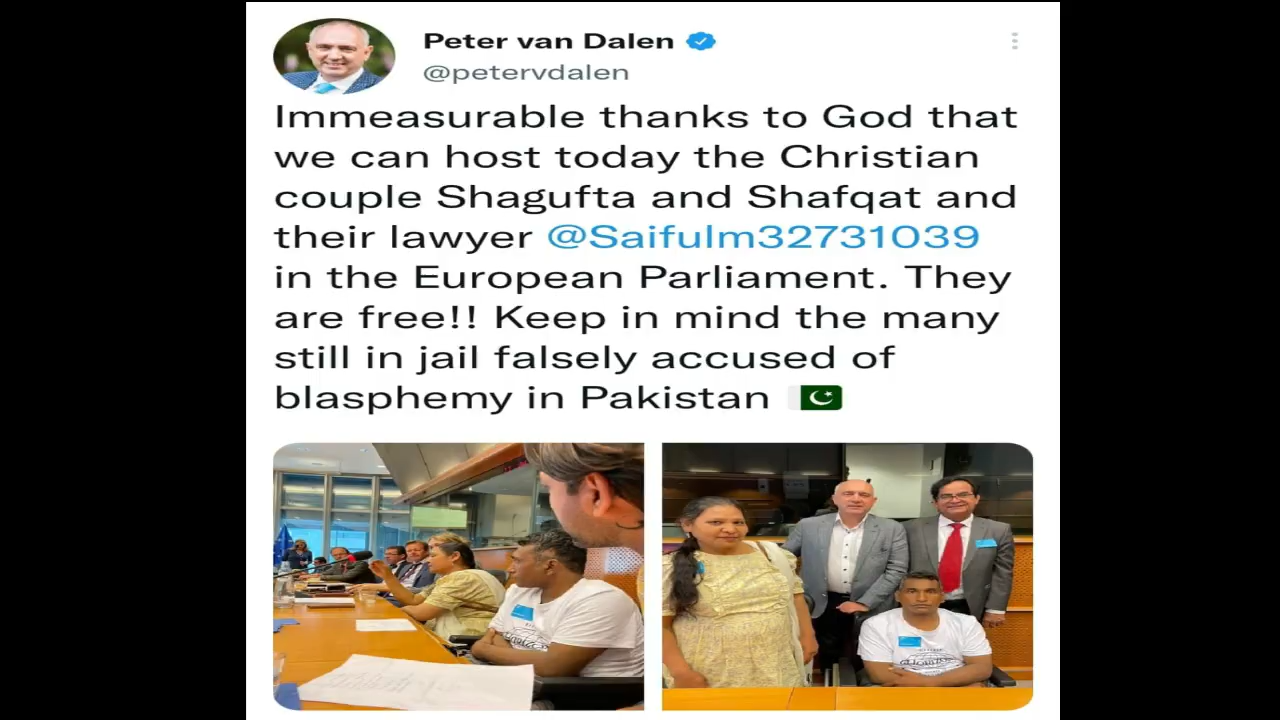 Peter van Dalen
@petervdalen
Immeasurable thanks to God that
we can host today the Christian
couple Shagufta and Shafqat and
their lawyer @Saifulm32731039
in the European Parliament. They
are free!! Keep in mind the many
still in jail falsely accused of
blasphemy in Pakistan